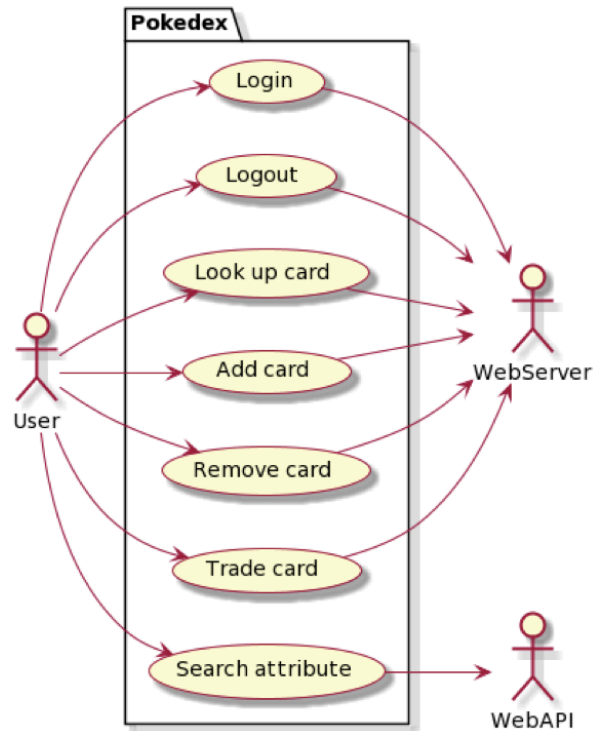 Pokedex
Login
Logout
Look up card
Add card
Remove card
Trade card
Search attribute
User
WebServer
WebAPI